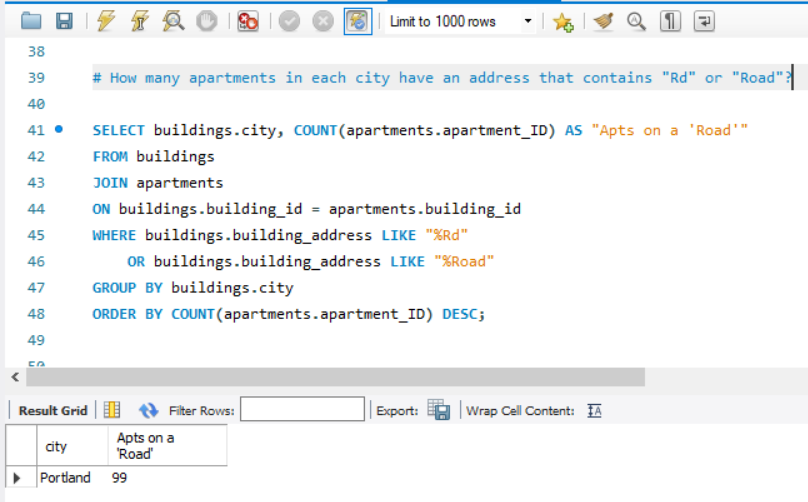 Limit to 1000 rows
38
39 # How many apartments in each city have an address that contains "Rd" or "Road"?
40
41 SELECT buildings.city, COUNT(apartments.apartment_ID) AS "Apts on a 'Road'"
42 FROM buildings
43 JOIN apartments
44 ON buildings.building_id = apartments.building_id
45 WHERE buildings.building_address LIKE "%Rd"
46 OR buildings.building_address LIKE "%Road"
47 GROUP BY buildings.city
48 ORDER BY COUNT(apartments.apartment_ID) DESC;
49
Result Grid Filter Rows: Export: Wrap Cell Content: IA
city Apts on a
'Road'
Portland 99